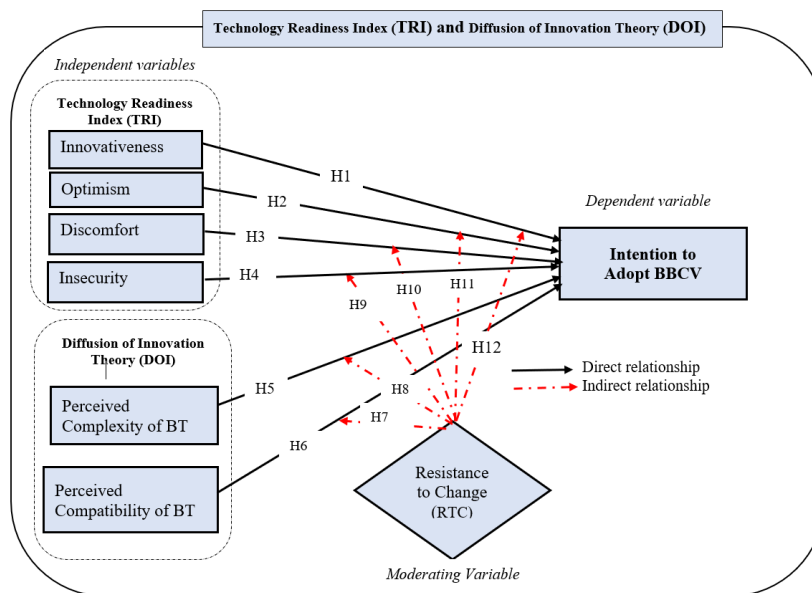 Technology Readiness Index (TRI) and Diffusion of Innovation Theory (DOI)
Independent variables
Technology Readiness
Index (TRI)
Innovativeness
Optimism
Discomfort
Insecurity
Diffusion of Innovation
Theory (DOI)
Perceived
Complexity of BT
Perceived
Compatibility of BT
H1
H2
H3
H4
H5
H6
H7
H8
H9
H10
H11
H12
Dependent variable
Intention to
Adopt BBCV
Direct relationship
Indirect relationship
Resistance
to Change
(RTC)
Moderating Variable